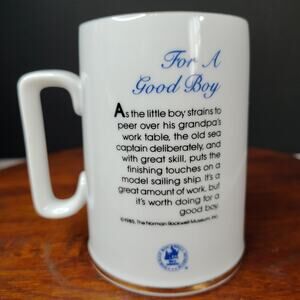 For A
Good Boy
As the little boy strains to
peer over his grandpa's
work table, the old sea
captain deliberately, and
with great skill, puts the
finishing touches on a
model sailing ship. It's a
great amount of work, but
it's worth doing for a
good boy.
©1985, The Norman Rockwell Museum, Inc.